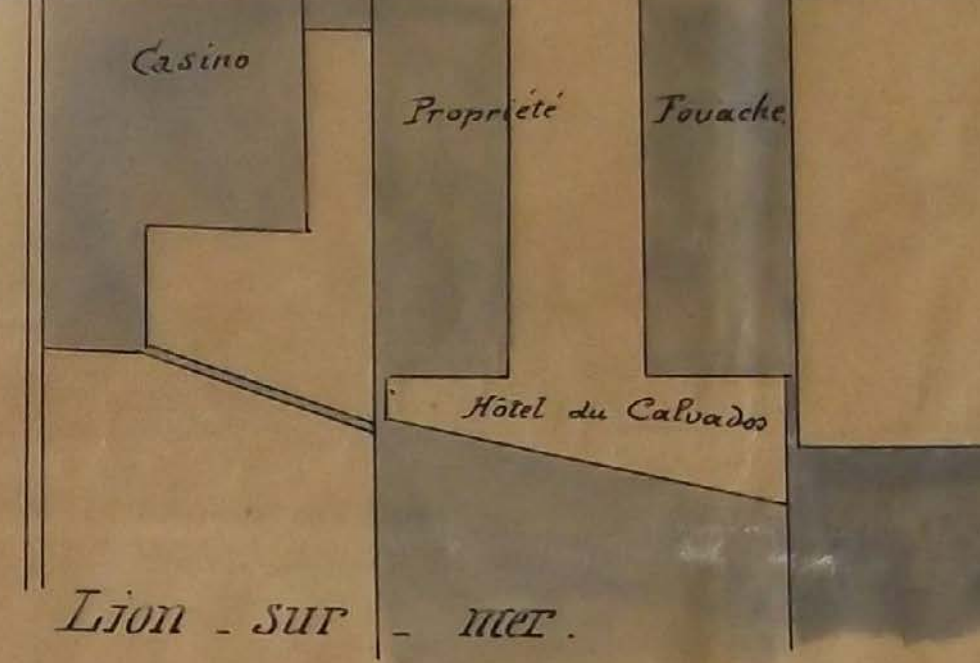 Casino
Propriété Fouache
Hôtel du Calvados
Lion - sur - mer.